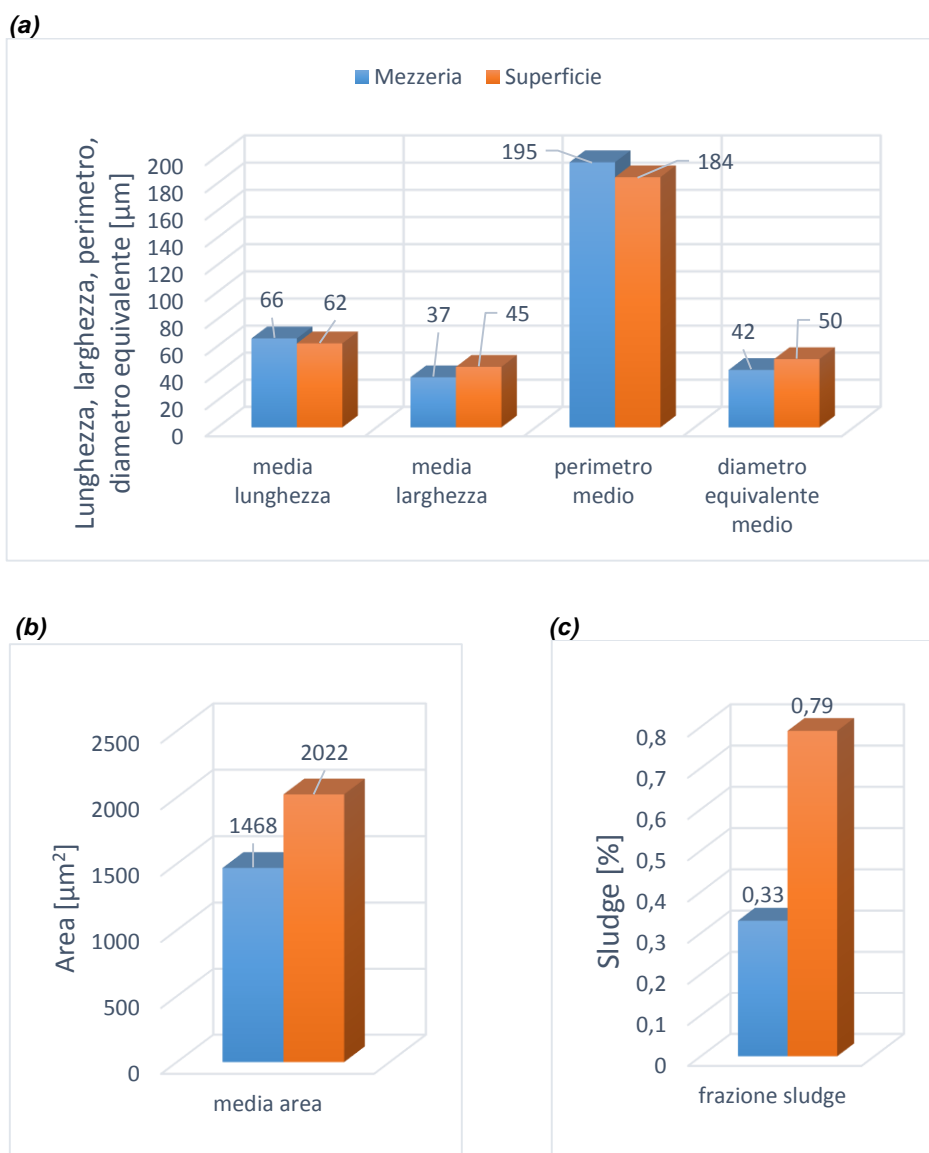 (a)
Mezzeria Superficie
Lunghezza, larghezza, perimetro,
diametro equivalente [μm]
200
180
160
140
120
100
80
60
40
20
0
66
62
37
45
195
184
42
50
media
lunghezza
media
larghezza
perimetro
medio
diametro
equivalente
medio
(b)
Area [μm²]
2500
2000
1500
1000
500
0
1468
2022
media area
(c)
Sludge [%]
0,8
0,7
0,6
0,5
0,4
0,3
0,2
0,1
0
0,33
0,79
frazione sludge